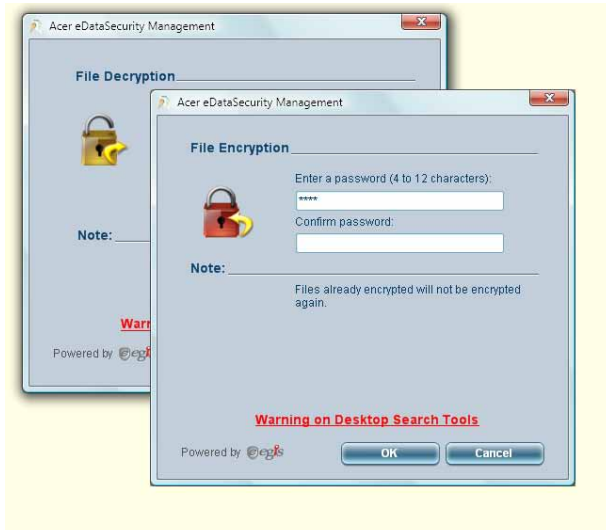 Acer eDataSecurity Management
File Decryption
Note:
Powered by egis
Acer eDataSecurity Management
File Encryption
Enter a password (4 to 12 characters):
****
Confirm password:
Note:
Files already encrypted will not be encrypted
again.
Warning on Desktop Search Tools
Powered by egis
OK
Cancel